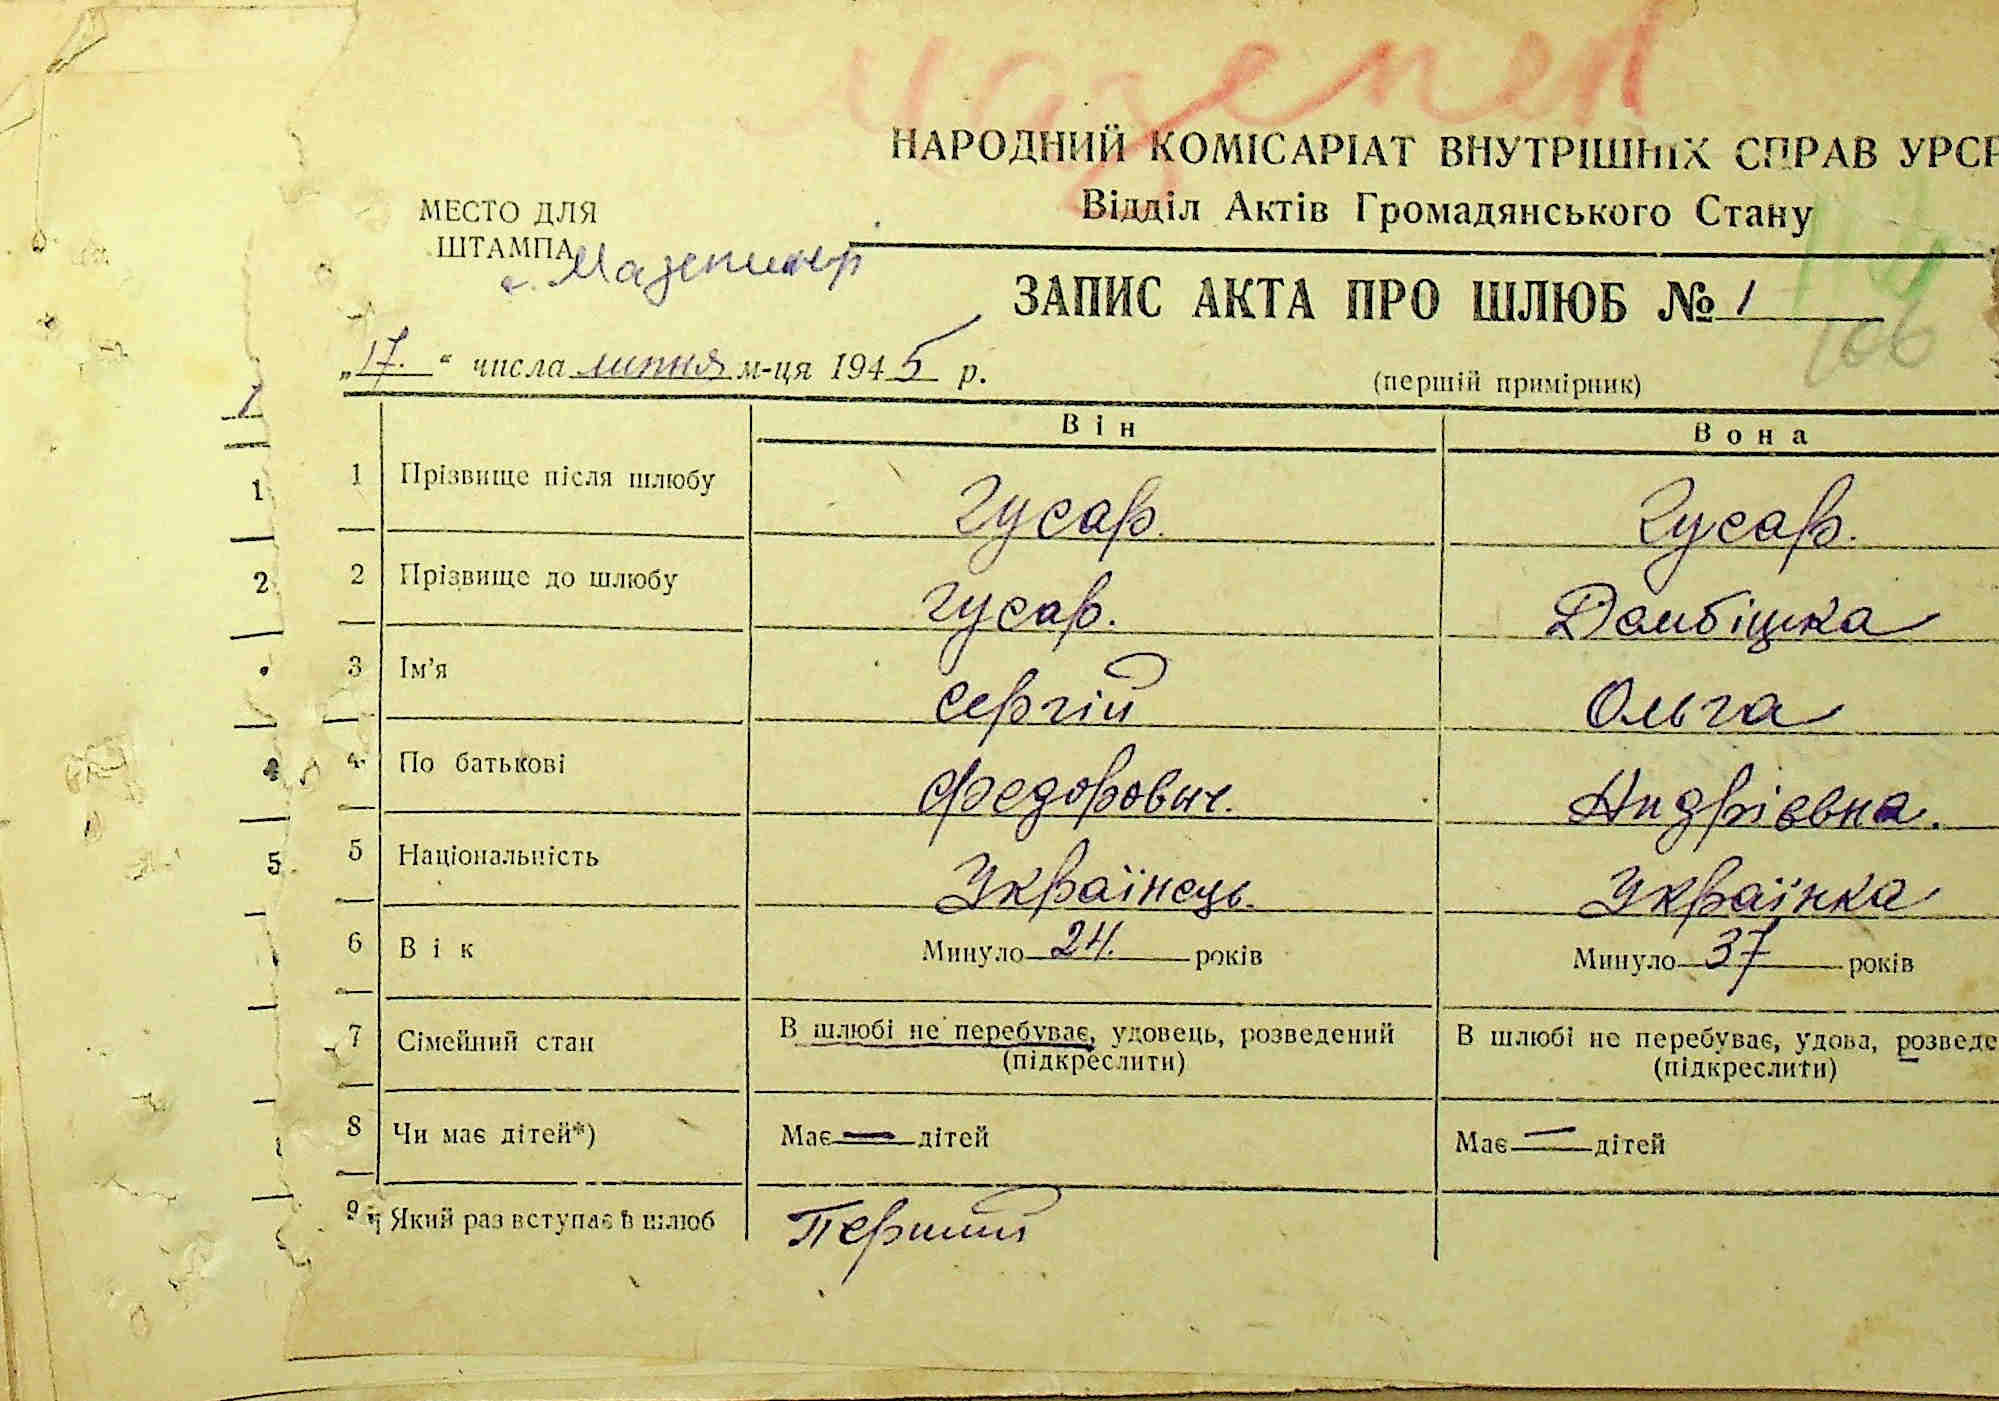 НАРОДНИЙ КОМІСАРІАТ ВНУТРІШНІХ СПРАВ УРСР
МЕСТО ДЛЯ
ШТАМПА
Відділ Актів Громадянського Стану
ЗАПИС АКТА ПРО ШЛЮБ № 1
166
„17.“ числа липня м-ця 1945 р.
(перший примірник)
Він Вона
1 Прізвище після шлюбу Гусар. Гусар.
2 Прізвище до шлюбу Гусар. Домбіцка
3 Ім'я Сергій Ольга
4 По батькові Федорович. Андрієвна.
5 Національність Українець. Українка
6 Вік Минуло 24. років Минуло 37 років
7 Сімейний стан В шлюбі не перебуває, удовець, розведений В шлюбі не перебуває, удова, розведе
(підкреслити) (підкреслити)
8 Чи має дітей*) Має — дітей Має — дітей
9 Який раз вступає в шлюб Перший